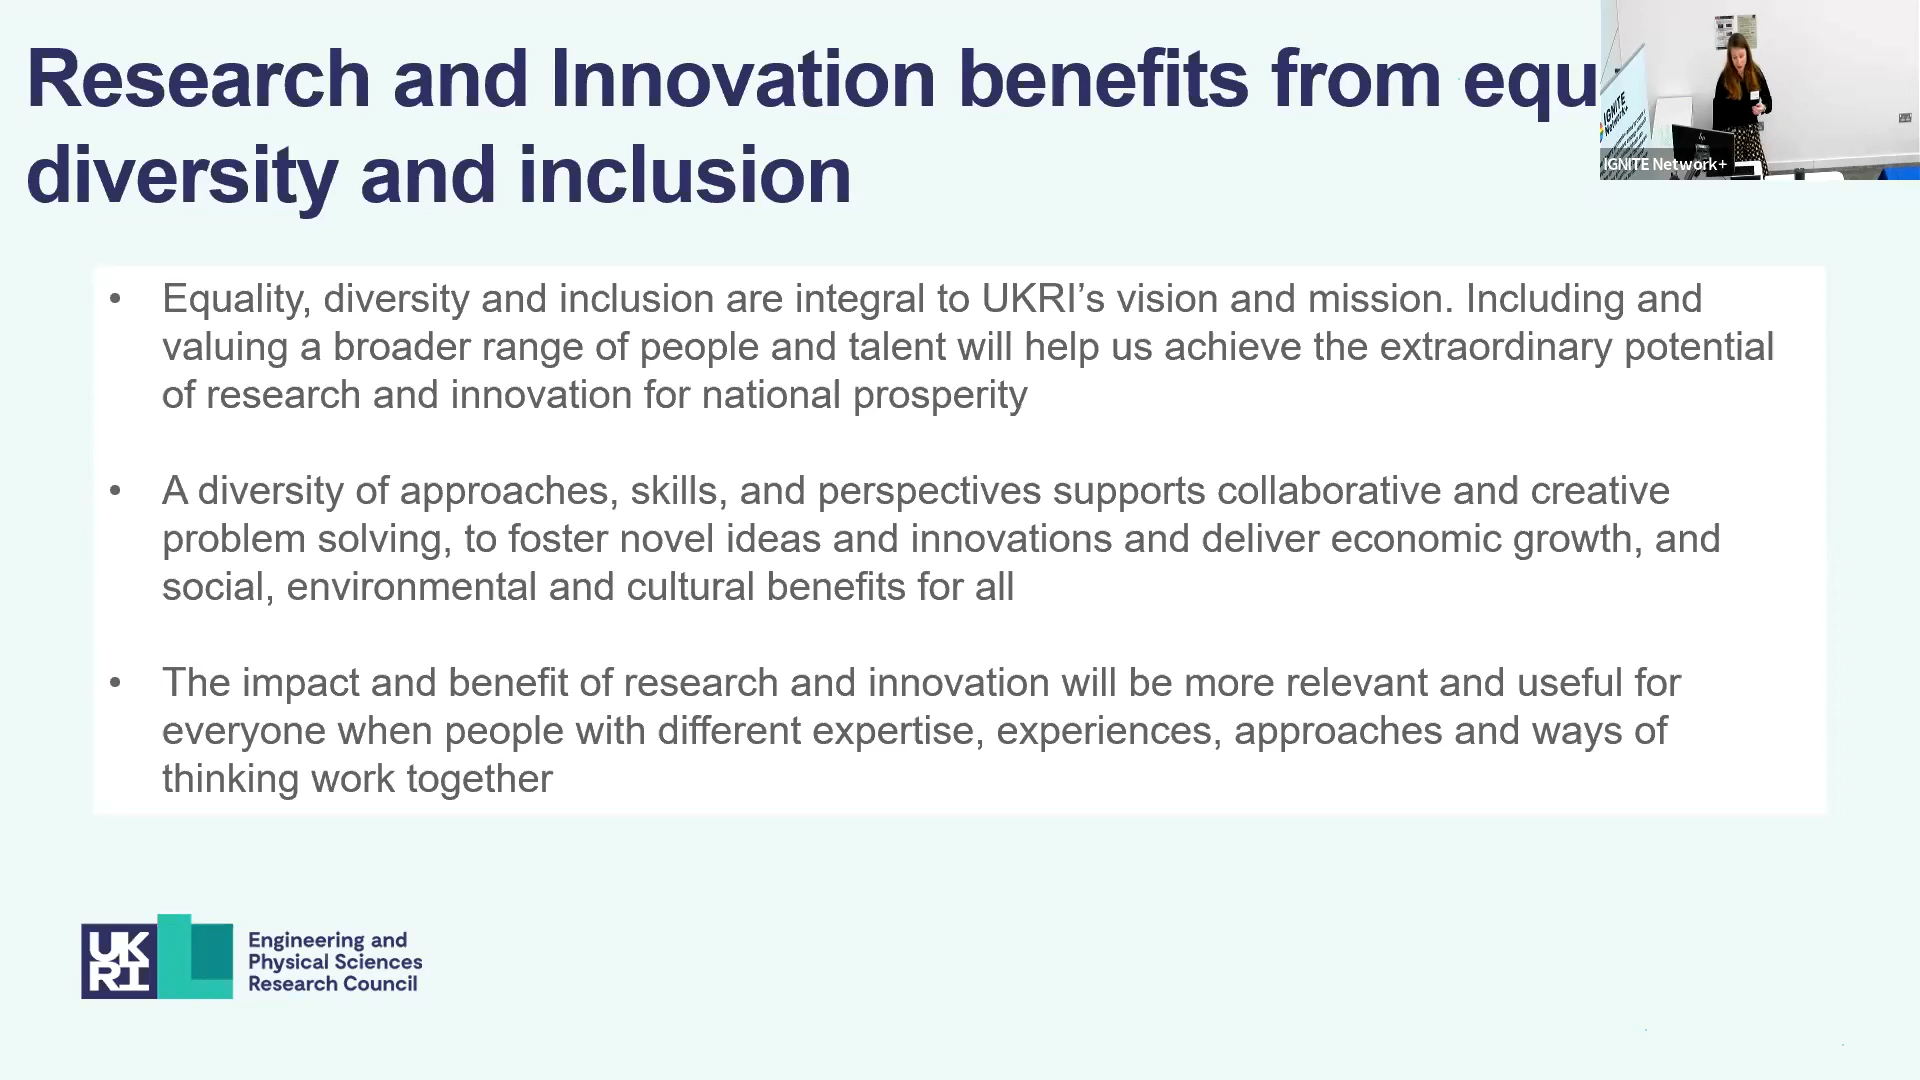 Research and Innovation benefits from equ
diversity and inclusion
IGNITE
Network+
IGNITE Network+
• Equality, diversity and inclusion are integral to UKRI’s vision and mission. Including and
valuing a broader range of people and talent will help us achieve the extraordinary potential
of research and innovation for national prosperity
• A diversity of approaches, skills, and perspectives supports collaborative and creative
problem solving, to foster novel ideas and innovations and deliver economic growth, and
social, environmental and cultural benefits for all
• The impact and benefit of research and innovation will be more relevant and useful for
everyone when people with different expertise, experiences, approaches and ways of
thinking work together
UK
RI
Engineering and
Physical Sciences
Research Council